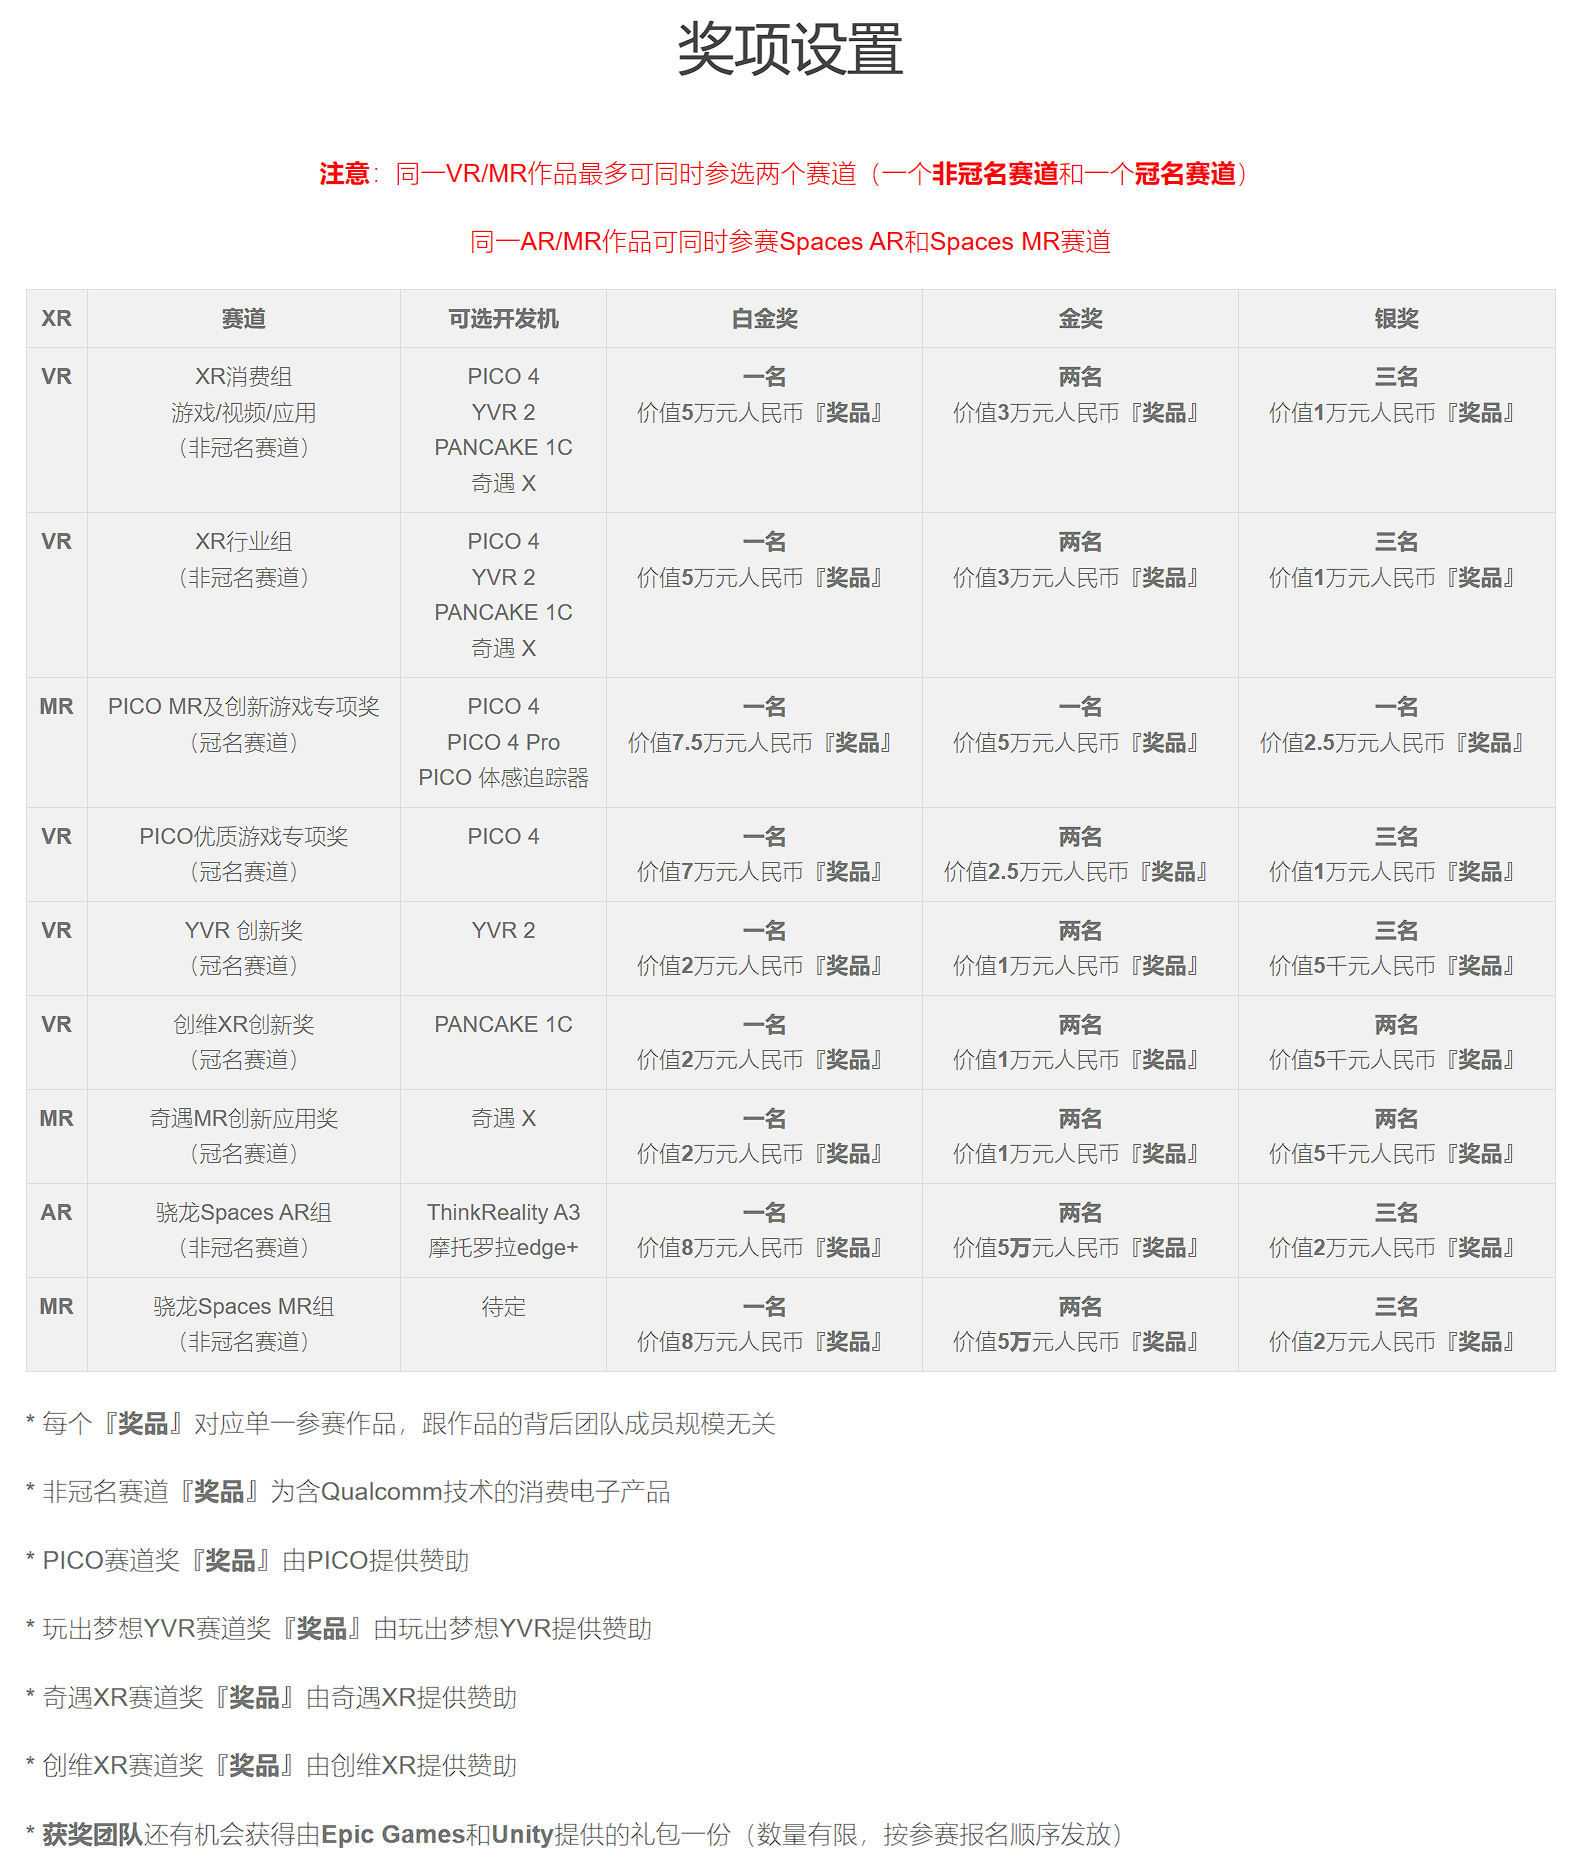 奖项设置
注意：同一VR/MR作品最多可同时参选两个赛道（一个非冠名赛道和一个冠名赛道）
同一AR/MR作品可同时参赛Spaces AR和Spaces MR赛道
XR 赛道 可选开发机 白金奖 金奖 银奖
VR XR消费组 PICO 4 一名 两名 三名
游戏/视频/应用 YVR 2 价值5万元人民币『奖品』 价值3万元人民币『奖品』 价值1万元人民币『奖品』
（非冠名赛道） PANCAKE 1C
奇遇 X
VR XR行业组 PICO 4 一名 两名 三名
（非冠名赛道） YVR 2 价值5万元人民币『奖品』 价值3万元人民币『奖品』 价值1万元人民币『奖品』
PANCAKE 1C
奇遇 X
MR PICO MR及创新游戏专项奖 PICO 4 一名 一名 一名
（冠名赛道） PICO 4 Pro 价值7.5万元人民币『奖品』 价值5万元人民币『奖品』 价值2.5万元人民币『奖品』
PICO 体感追踪器
VR PICO优质游戏专项奖 PICO 4 一名 两名 三名
（冠名赛道） 价值7万元人民币『奖品』 价值2.5万元人民币『奖品』 价值1万元人民币『奖品』
VR YVR 创新奖 YVR 2 一名 两名 三名
（冠名赛道） 价值2万元人民币『奖品』 价值1万元人民币『奖品』 价值5千元人民币『奖品』
VR 创维XR创新奖 PANCAKE 1C 一名 两名 两名
（冠名赛道） 价值2万元人民币『奖品』 价值1万元人民币『奖品』 价值5千元人民币『奖品』
MR 奇遇MR创新应用奖 奇遇 X 一名 两名 两名
（冠名赛道） 价值2万元人民币『奖品』 价值1万元人民币『奖品』 价值5千元人民币『奖品』
AR 骁龙Spaces AR组 ThinkReality A3 一名 两名 三名
（非冠名赛道） 摩托罗拉edge+ 价值8万元人民币『奖品』 价值5万元人民币『奖品』 价值2万元人民币『奖品』
MR 骁龙Spaces MR组 待定 一名 两名 三名
（非冠名赛道） 价值8万元人民币『奖品』 价值5万元人民币『奖品』 价值2万元人民币『奖品』
* 每个『奖品』对应单一参赛作品，跟作品的背后团队成员规模无关
* 非冠名赛道『奖品』为含Qualcomm技术的消费电子产品
* PICO赛道奖『奖品』由PICO提供赞助
* 玩出梦想YVR赛道奖『奖品』由玩出梦想YVR提供赞助
* 奇遇XR赛道奖『奖品』由奇遇XR提供赞助
* 创维XR赛道奖『奖品』由创维XR提供赞助
* 获奖团队还有机会获得由Epic Games和Unity提供的礼包一份（数量有限，按参赛报名顺序发放）